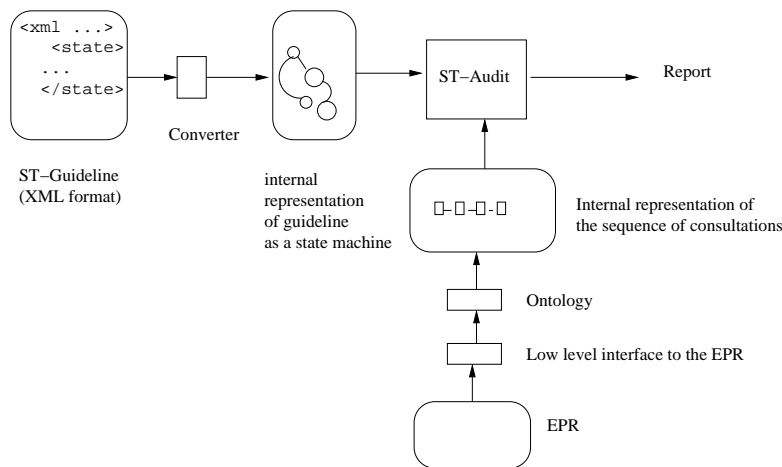 <xml ...>
<state>
...
</state>
Converter
ST–Guideline
(XML format)
internal
representation
of guideline
as a state machine
ST–Audit
Report
Internal representation of
the sequence of consultations
Ontology
Low level interface to the EPR
EPR